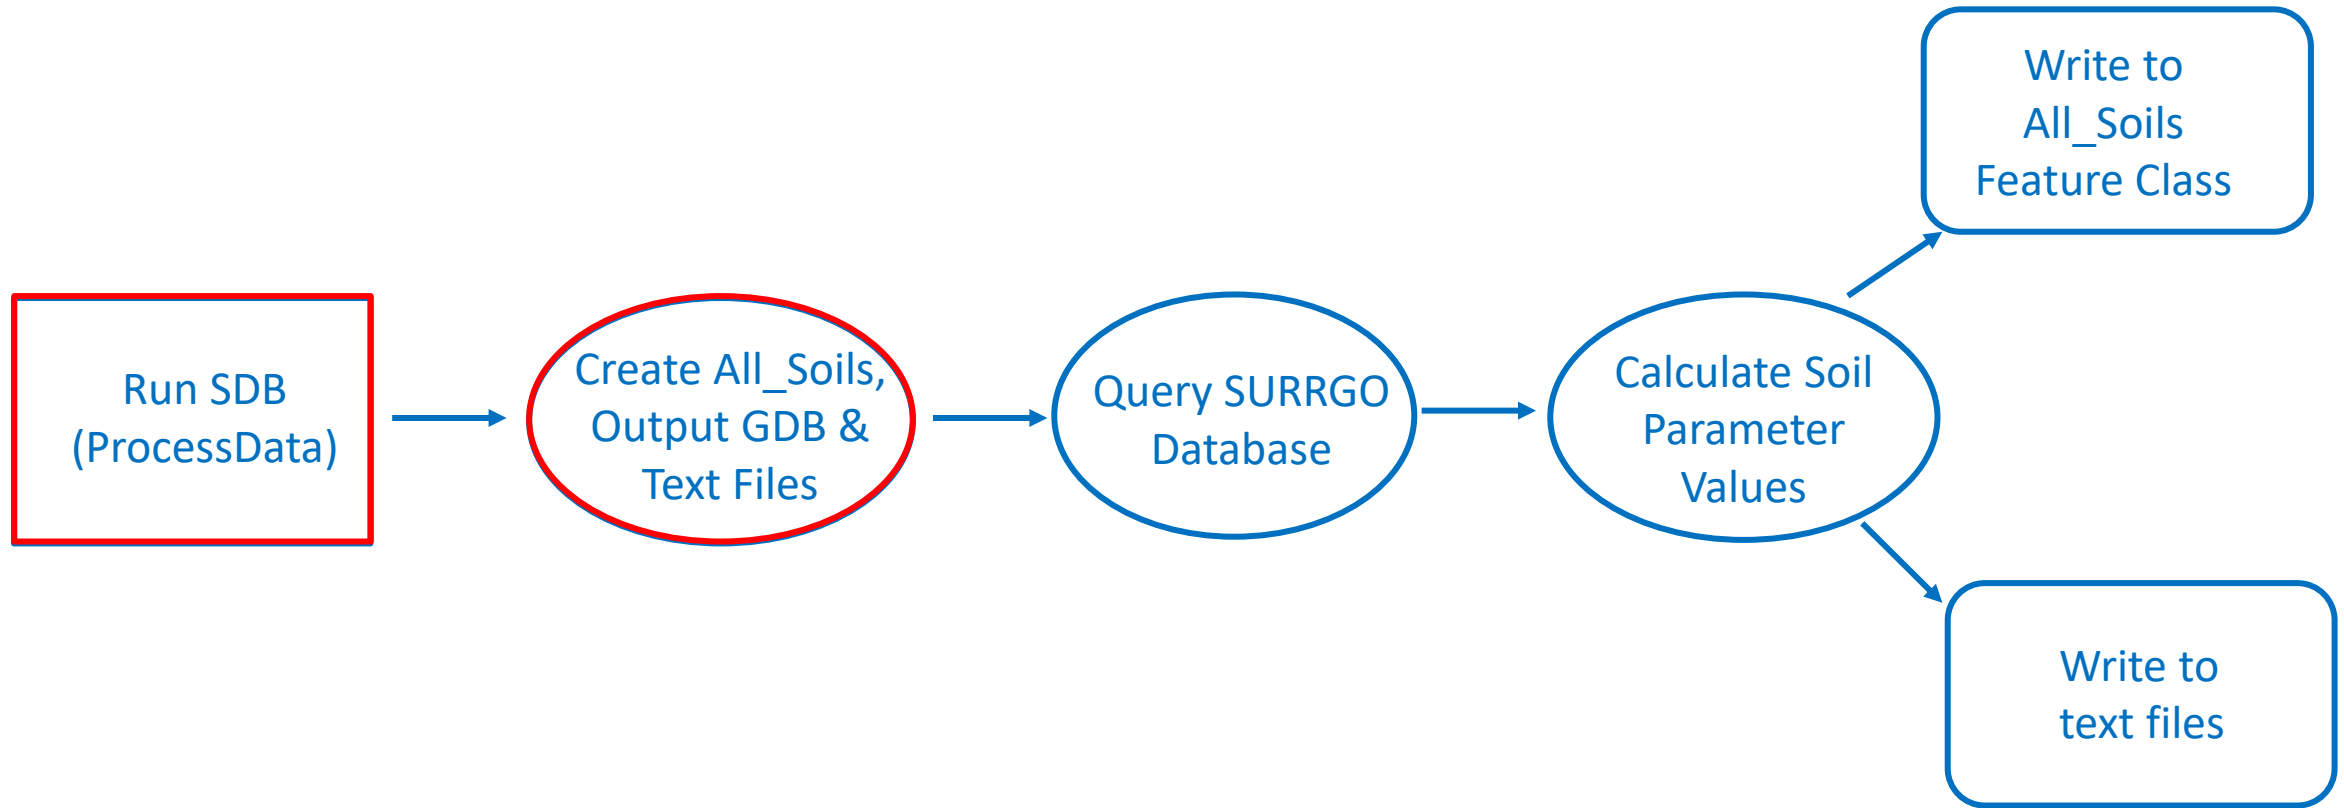 Run SDB
(ProcessData)
Create All_Soils,
Output GDB &
Text Files
Query SURRGO
Database
Calculate Soil
Parameter
Values
Write to
All_Soils
Feature Class
Write to
text files